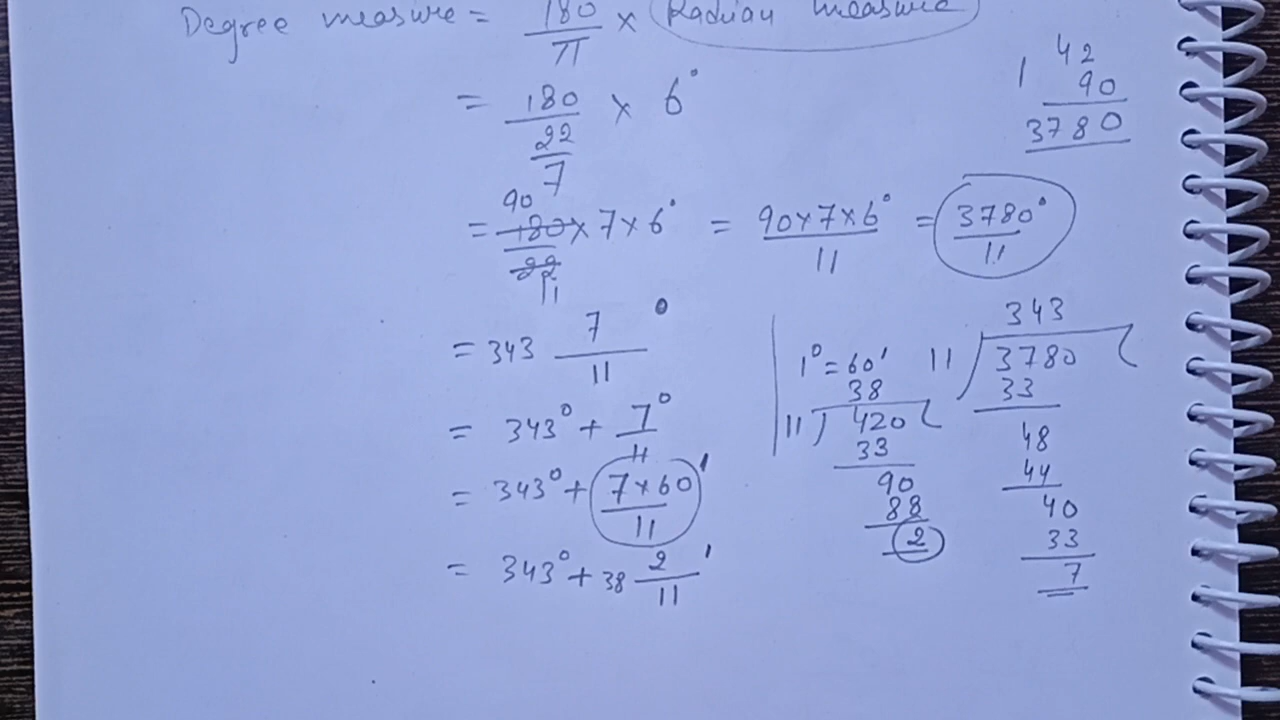 Degree measure = 180/π × Radian measure
= 180/(22/7) × 6°
= 180 × 7 × 6° / 22 = 90×7×6° / 11 = 3780° / 11
90
11
= 343 7/11 °
= 343° + 7°/11
= 343° + 7×60/11 '
= 343° + 38 2/11 '
42
1 90
3780
1° = 60'
38
11 ) 420 (
33
90
88
2
343
11 ) 3780 (
33
48
44
40
33
7